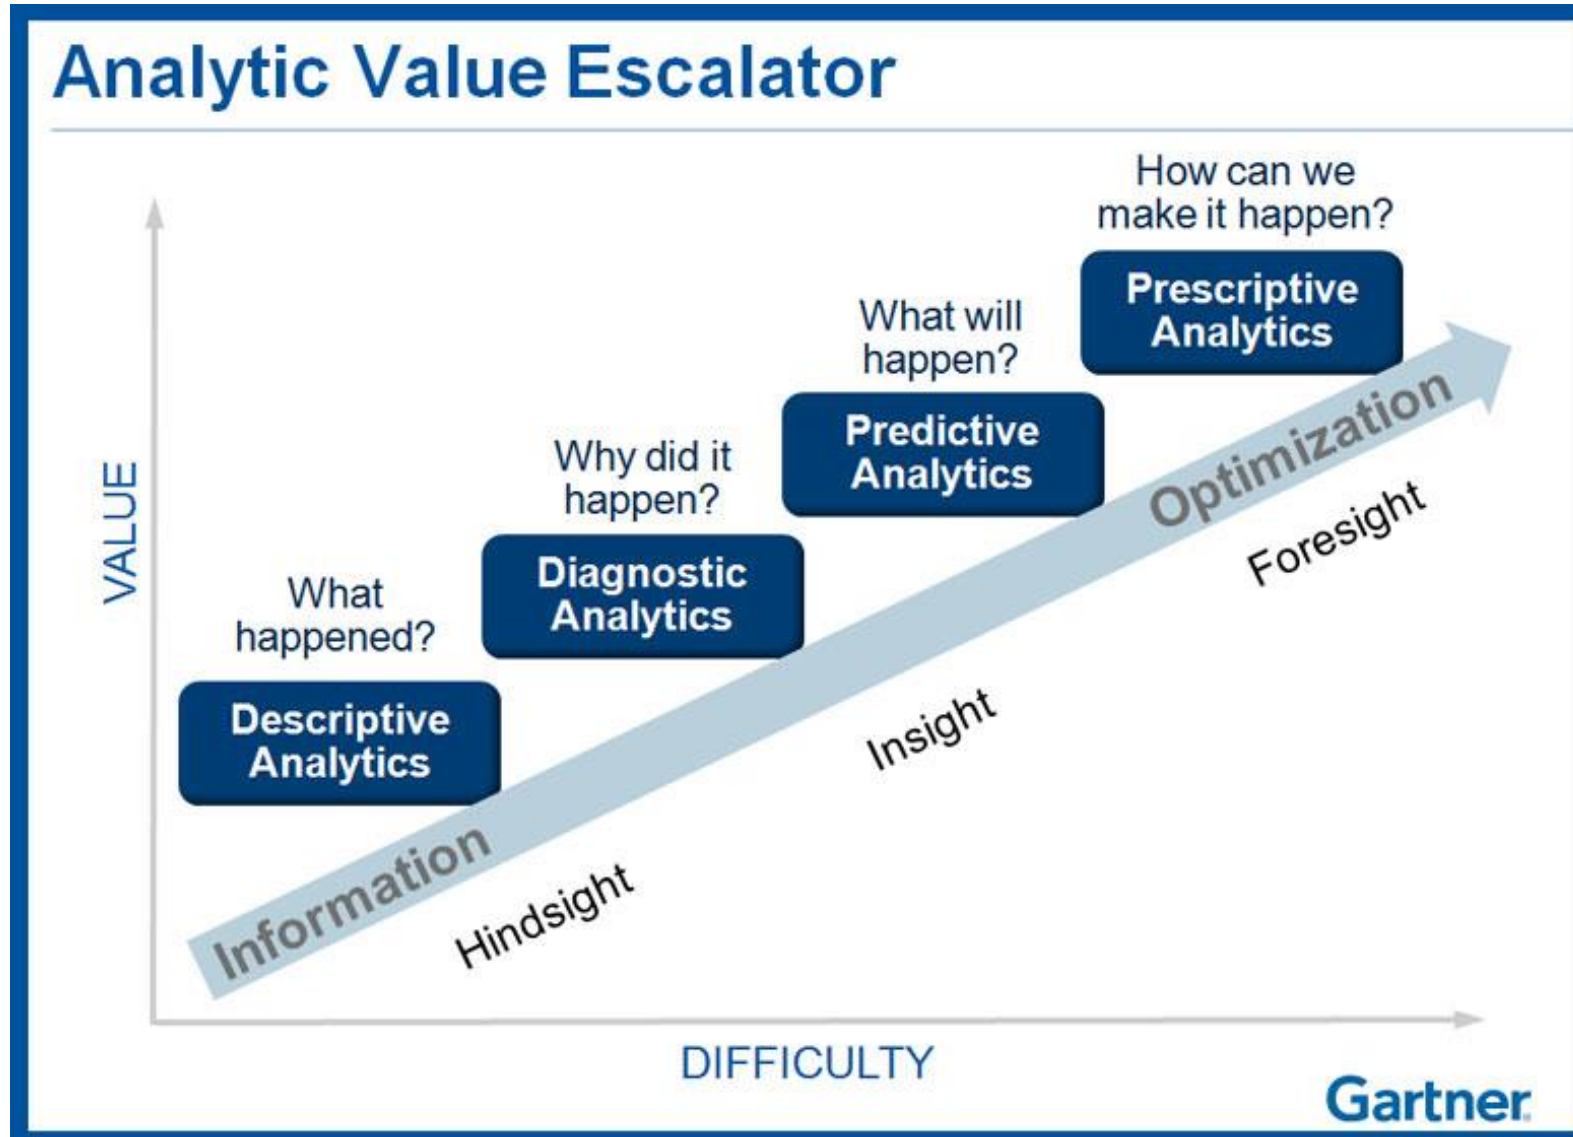 Analytic Value Escalator
How can we
make it happen?
Prescriptive
Analytics
What will
happen?
Predictive
Analytics
Why did it
happen?
Diagnostic
Analytics
What
happened?
Descriptive
Analytics
VALUE
Information
Optimization
Hindsight
Insight
Foresight
DIFFICULTY
Gartner